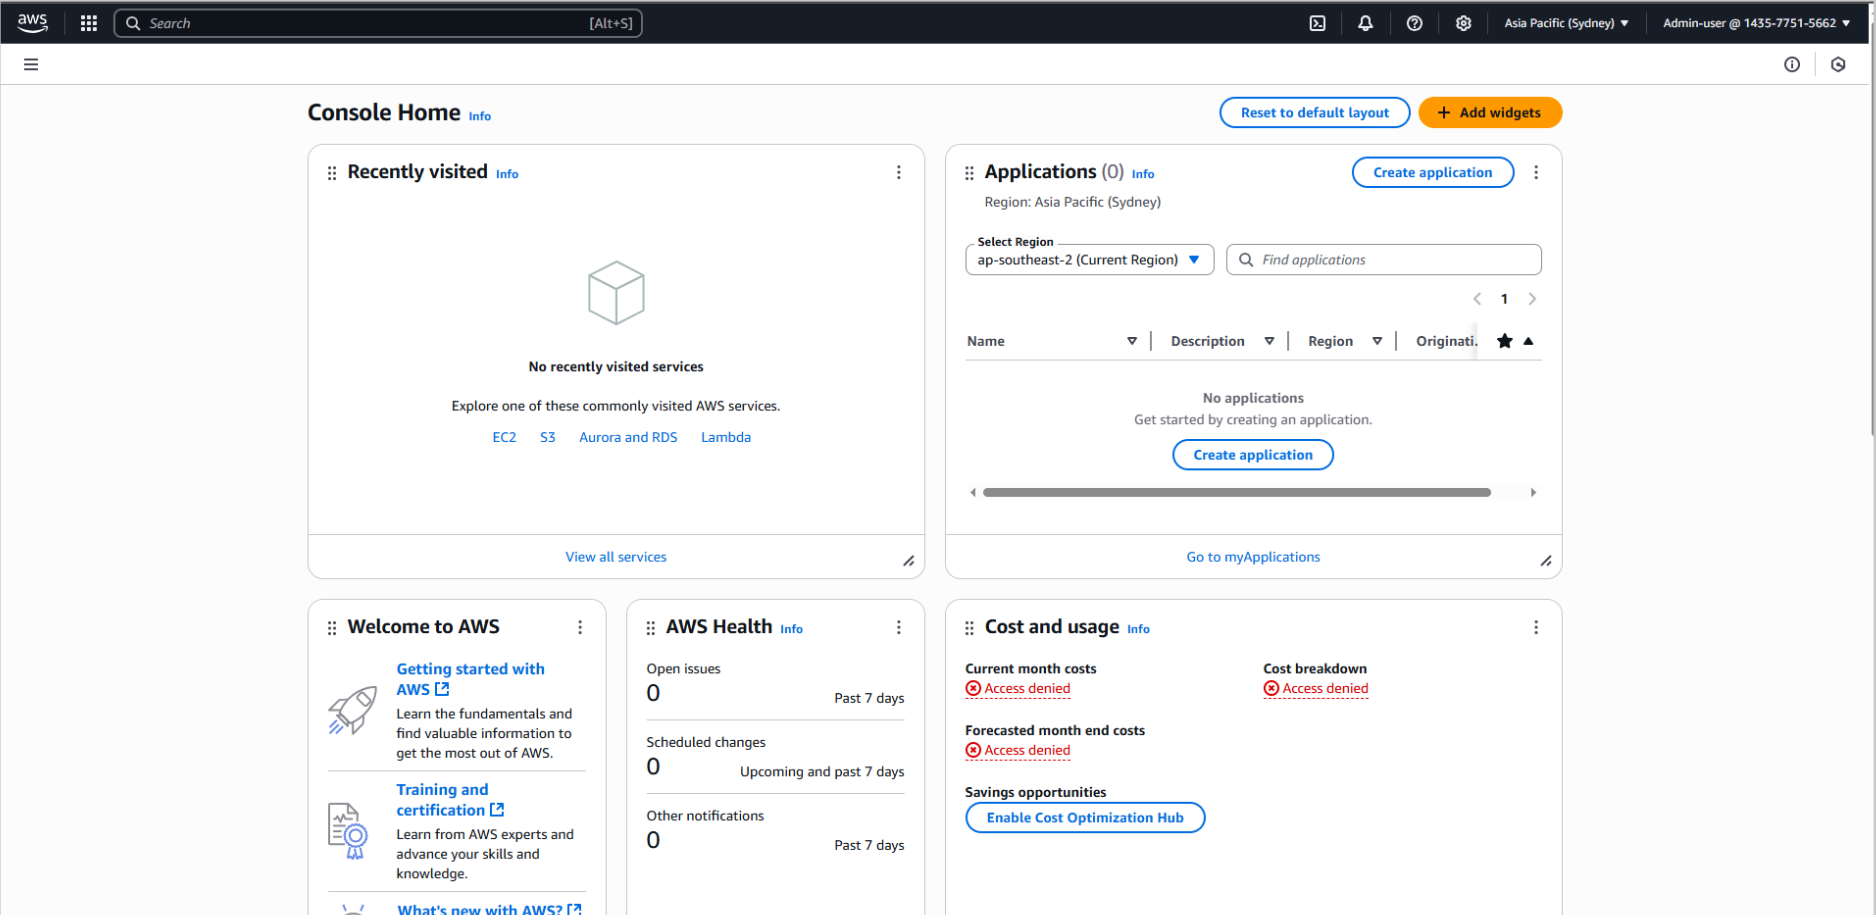 aws
Search [Alt+S]
Asia Pacific (Sydney)
Admin-user @ 1435-7751-5662
Console Home Info
Reset to default layout
Add widgets
Recently visited Info
No recently visited services
Explore one of these commonly visited AWS services.
EC2 S3 Aurora and RDS Lambda
View all services
Applications (0) Info
Create application
Region: Asia Pacific (Sydney)
Select Region
ap-southeast-2 (Current Region)
Find applications
1
Name Description Region Originati.
No applications
Get started by creating an application.
Create application
Go to myApplications
Welcome to AWS
Getting started with
AWS
Learn the fundamentals and
find valuable information to
get the most out of AWS.
Training and
certification
Learn from AWS experts and
advance your skills and
knowledge.
What's new with AWS?
AWS Health Info
Open issues
0
Past 7 days
Scheduled changes
0
Upcoming and past 7 days
Other notifications
0
Past 7 days
Cost and usage Info
Current month costs
Access denied
Cost breakdown
Access denied
Forecasted month end costs
Access denied
Savings opportunities
Enable Cost Optimization Hub